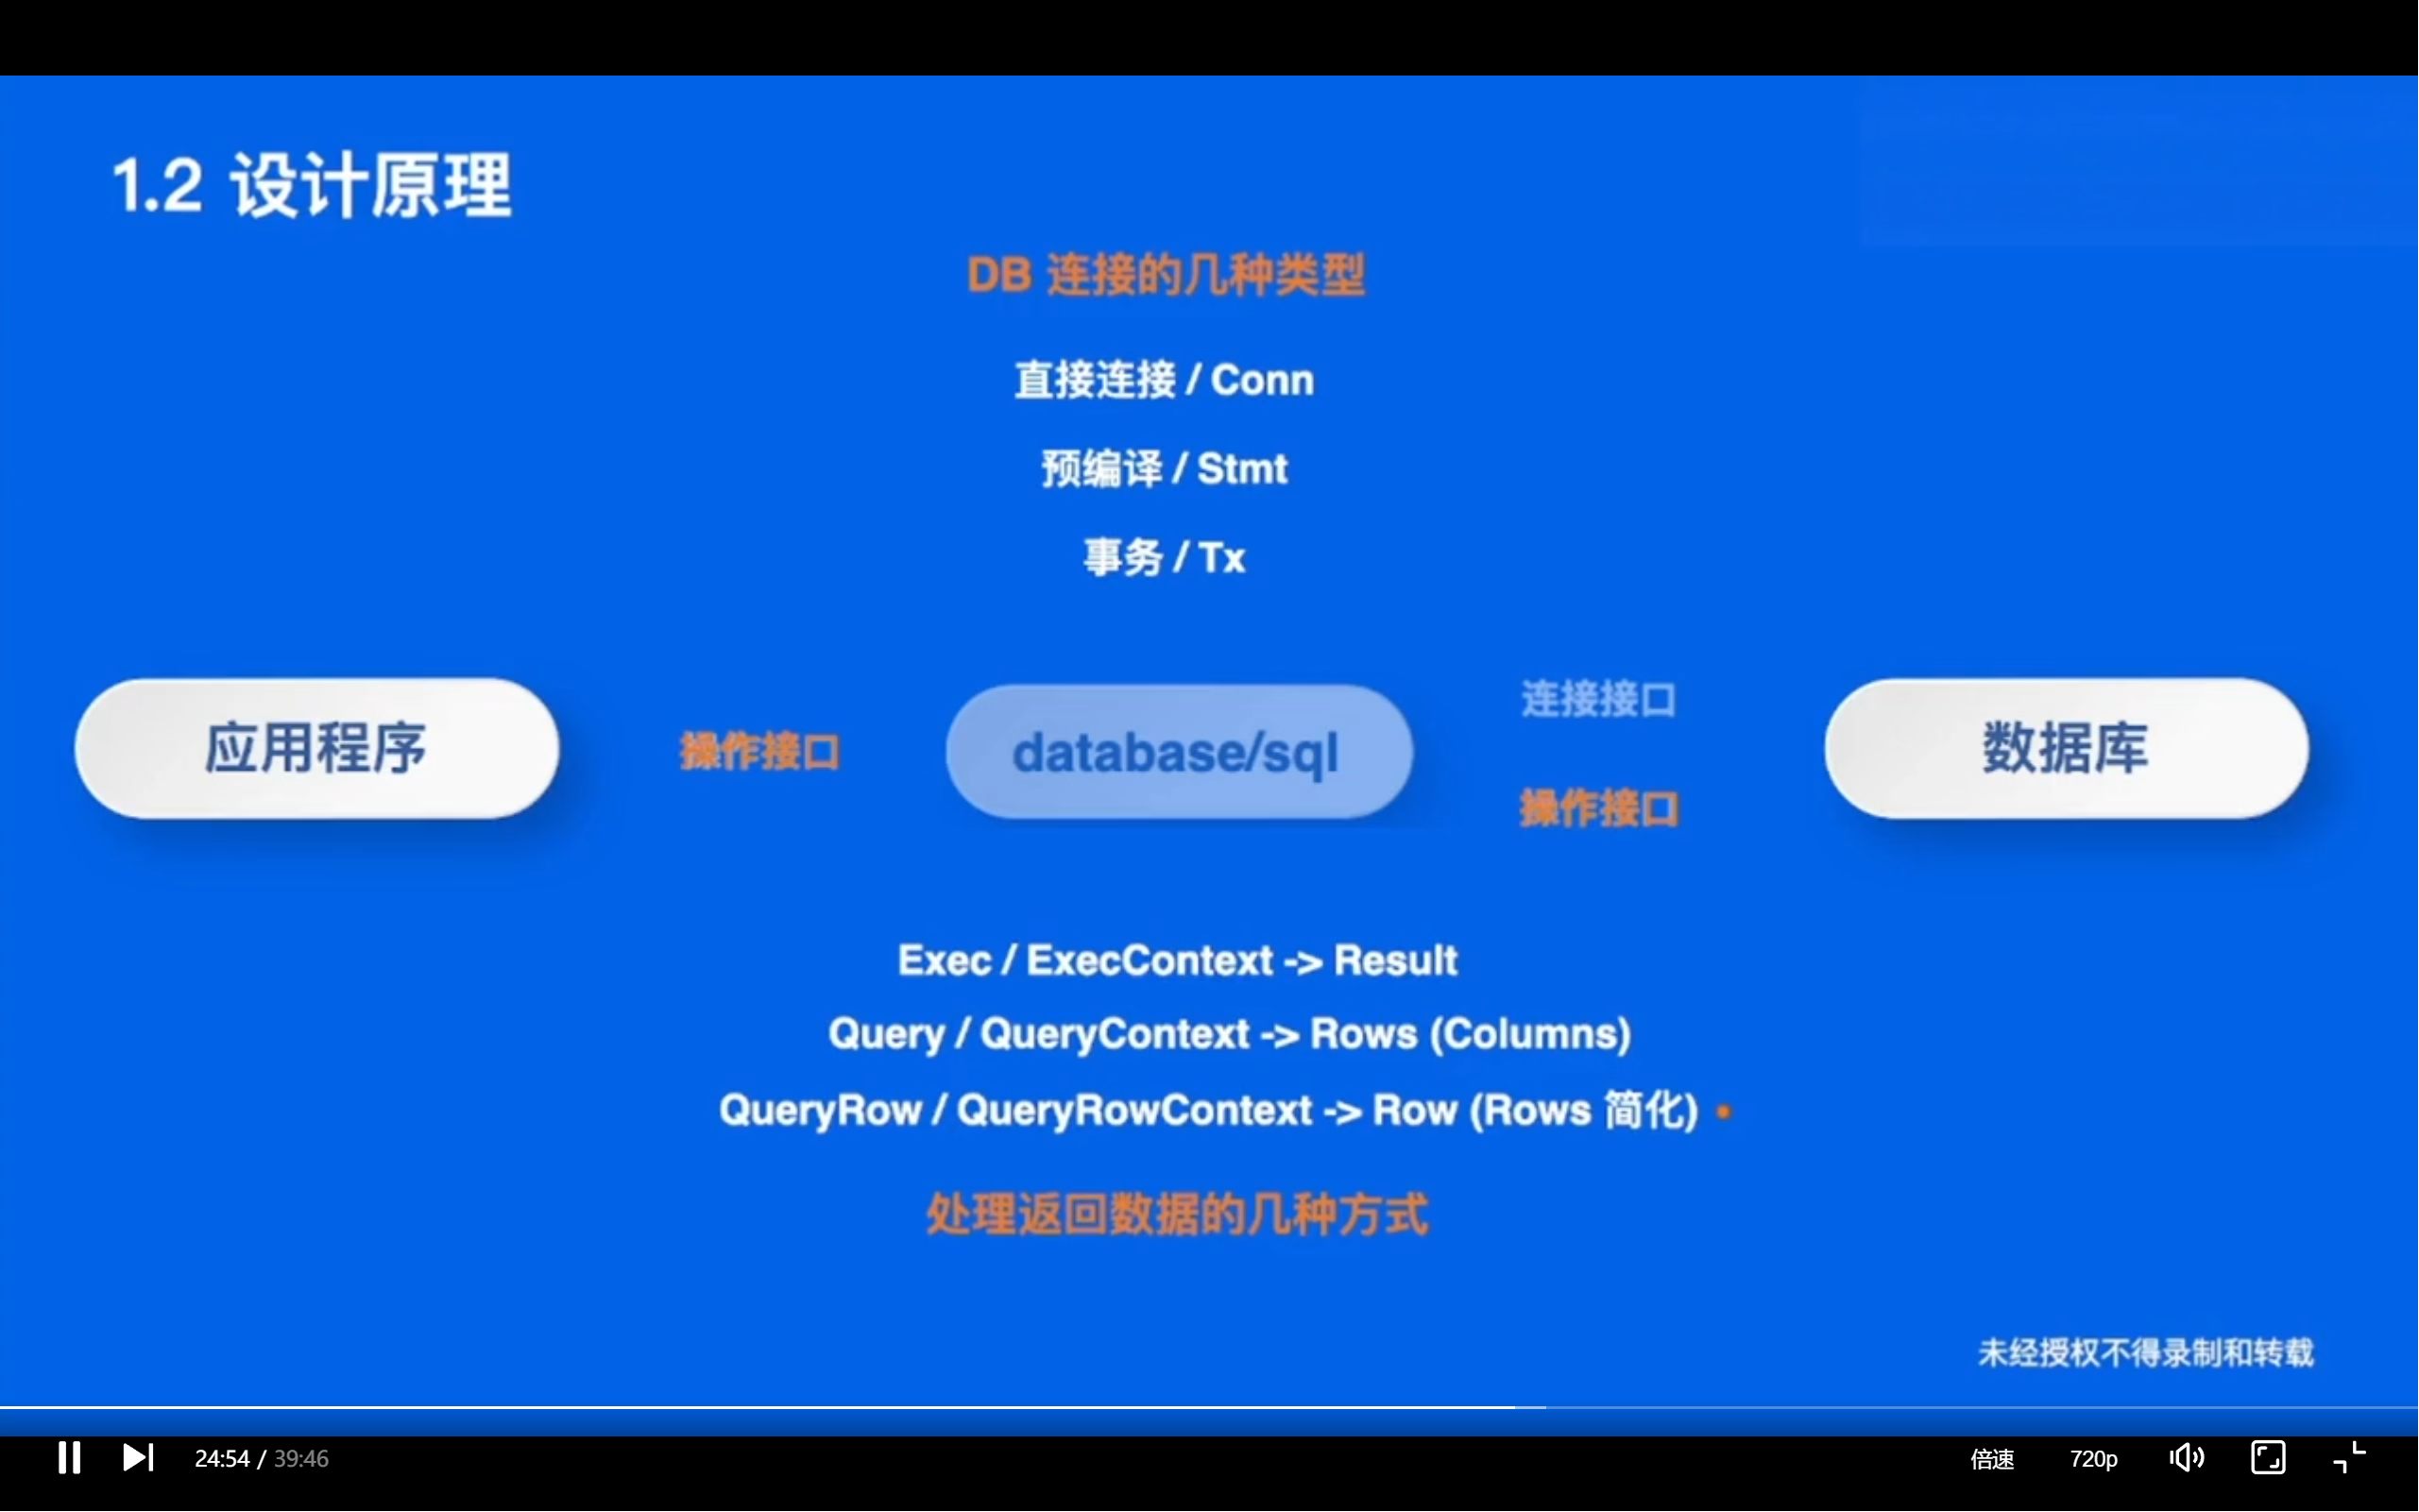 1.2 设计原理
DB 连接的几种类型
直接连接 / Conn
预编译 / Stmt
事务 / Tx
应用程序
操作接口
database/sql
连接接口
操作接口
数据库
Exec / ExecContext -> Result
Query / QueryContext -> Rows (Columns)
QueryRow / QueryRowContext -> Row (Rows 简化)
处理返回数据的几种方式
未经授权不得录制和转载
24:54 / 39:46
倍速
720p